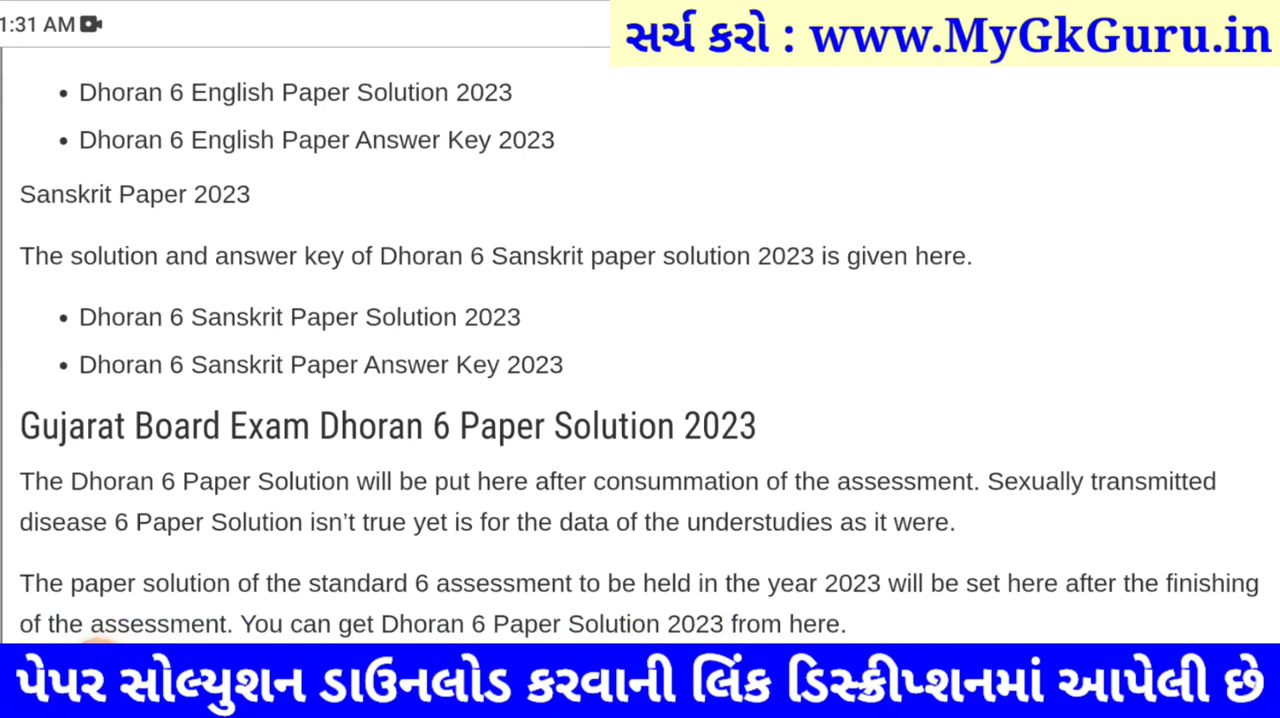 1:31 AM
સર્ચ કરો : www.MyGkGuru.in
• Dhoran 6 English Paper Solution 2023
• Dhoran 6 English Paper Answer Key 2023
Sanskrit Paper 2023
The solution and answer key of Dhoran 6 Sanskrit paper solution 2023 is given here.
• Dhoran 6 Sanskrit Paper Solution 2023
• Dhoran 6 Sanskrit Paper Answer Key 2023
Gujarat Board Exam Dhoran 6 Paper Solution 2023
The Dhoran 6 Paper Solution will be put here after consummation of the assessment. Sexually transmitted
disease 6 Paper Solution isn’t true yet is for the data of the understudies as it were.
The paper solution of the standard 6 assessment to be held in the year 2023 will be set here after the finishing
of the assessment. You can get Dhoran 6 Paper Solution 2023 from here.
પેપર સોલ્યુશન ડાઉનલોડ કરવાની લિંક ડિસ્ક્રીપ્શનમાં આપેલી છે